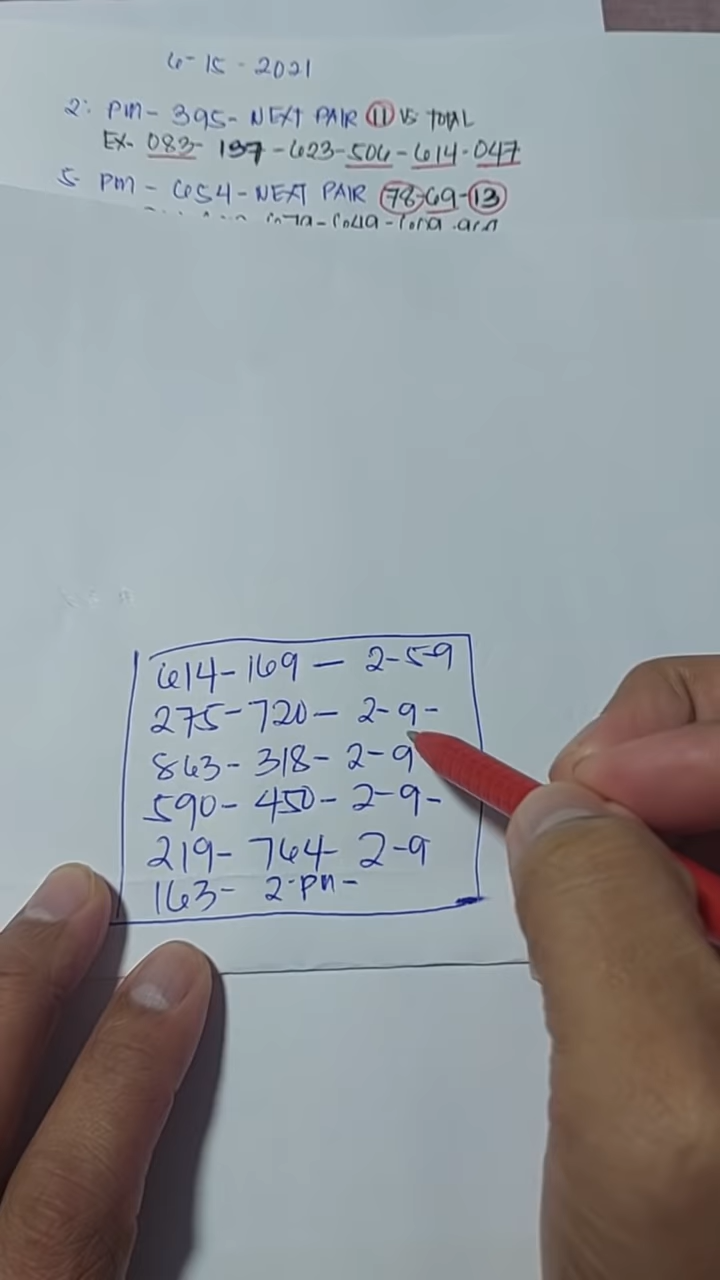 6-15-2021
2: PM- 395- NEXT PAIR 11 VS TOTAL
EX- 083- 137 -623-506-614-047
5 PM - 654-NEXT PAIR 78-69-13
614-169 - 2-59
275-720- 2-9-
863- 318- 2-9
590- 450- 2-9-
219- 764- 2-9
163- 2-PM-